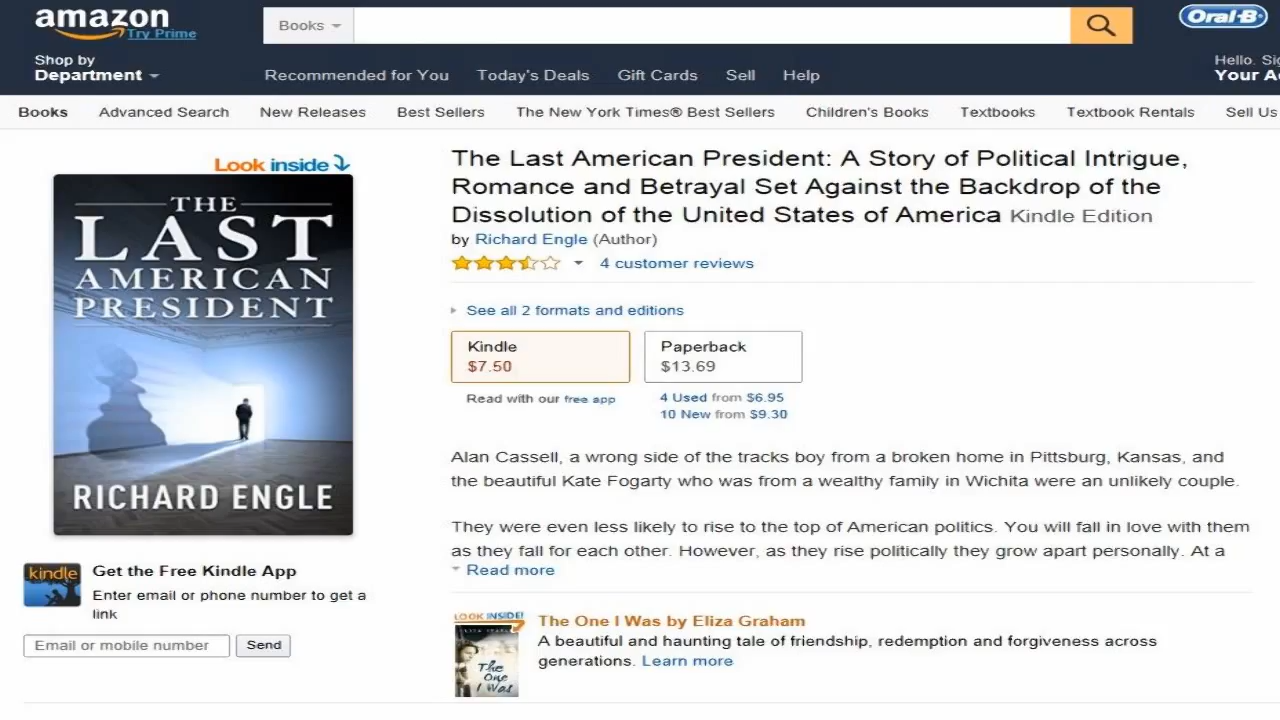 amazon
Try Prime
Books
Oral-B
Shop by
Department
Recommended for You
Today's Deals
Gift Cards
Sell
Help
Hello. Si
Your A
Books
Advanced Search
New Releases
Best Sellers
The New York Times® Best Sellers
Children's Books
Textbooks
Textbook Rentals
Sell Us
Look inside
THE
LAST
AMERICAN
PRESIDENT
RICHARD ENGLE
The Last American President: A Story of Political Intrigue,
Romance and Betrayal Set Against the Backdrop of the
Dissolution of the United States of America Kindle Edition
by Richard Engle (Author)
4 customer reviews
See all 2 formats and editions
Kindle
$7.50
Paperback
$13.69
Read with our free app
4 Used from $6.95
10 New from $9.30
Alan Cassell, a wrong side of the tracks boy from a broken home in Pittsburg, Kansas, and
the beautiful Kate Fogarty who was from a wealthy family in Wichita were an unlikely couple.
They were even less likely to rise to the top of American politics. You will fall in love with them
as they fall for each other. However, as they rise politically they grow apart personally. At a
Read more
kindle
Get the Free Kindle App
Enter email or phone number to get a
link
Email or mobile number
Send
LOOK INSIDE!
The
One
I Was
The One I Was by Eliza Graham
A beautiful and haunting tale of friendship, redemption and forgiveness across
generations. Learn more